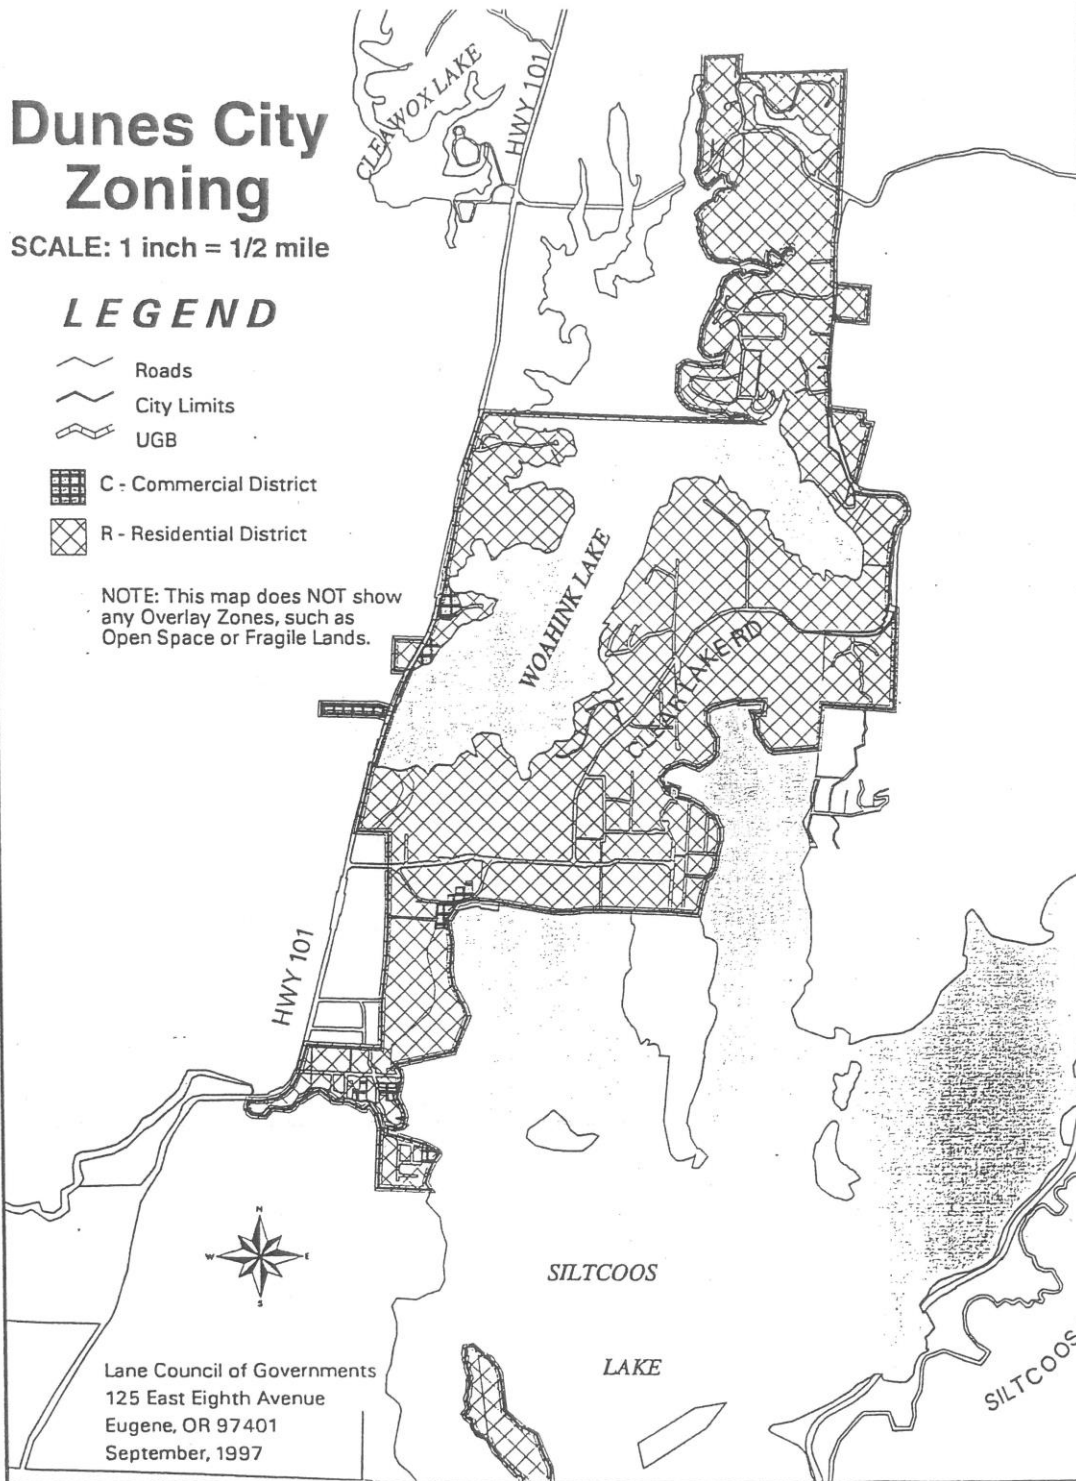 Dunes City
Zoning
SCALE: 1 inch = 1/2 mile
LEGEND
Roads
City Limits
UGB
C - Commercial District
R - Residential District
NOTE: This map does NOT show
any Overlay Zones, such as
Open Space or Fragile Lands.
CLEAWOX LAKE
HWY 101
WOAHINK LAKE
CLEAR LAKE RD
HWY 101
N
W
E
S
SILTCOOS
LAKE
SILTCOOS
Lane Council of Governments
125 East Eighth Avenue
Eugene, OR 97401
September, 1997